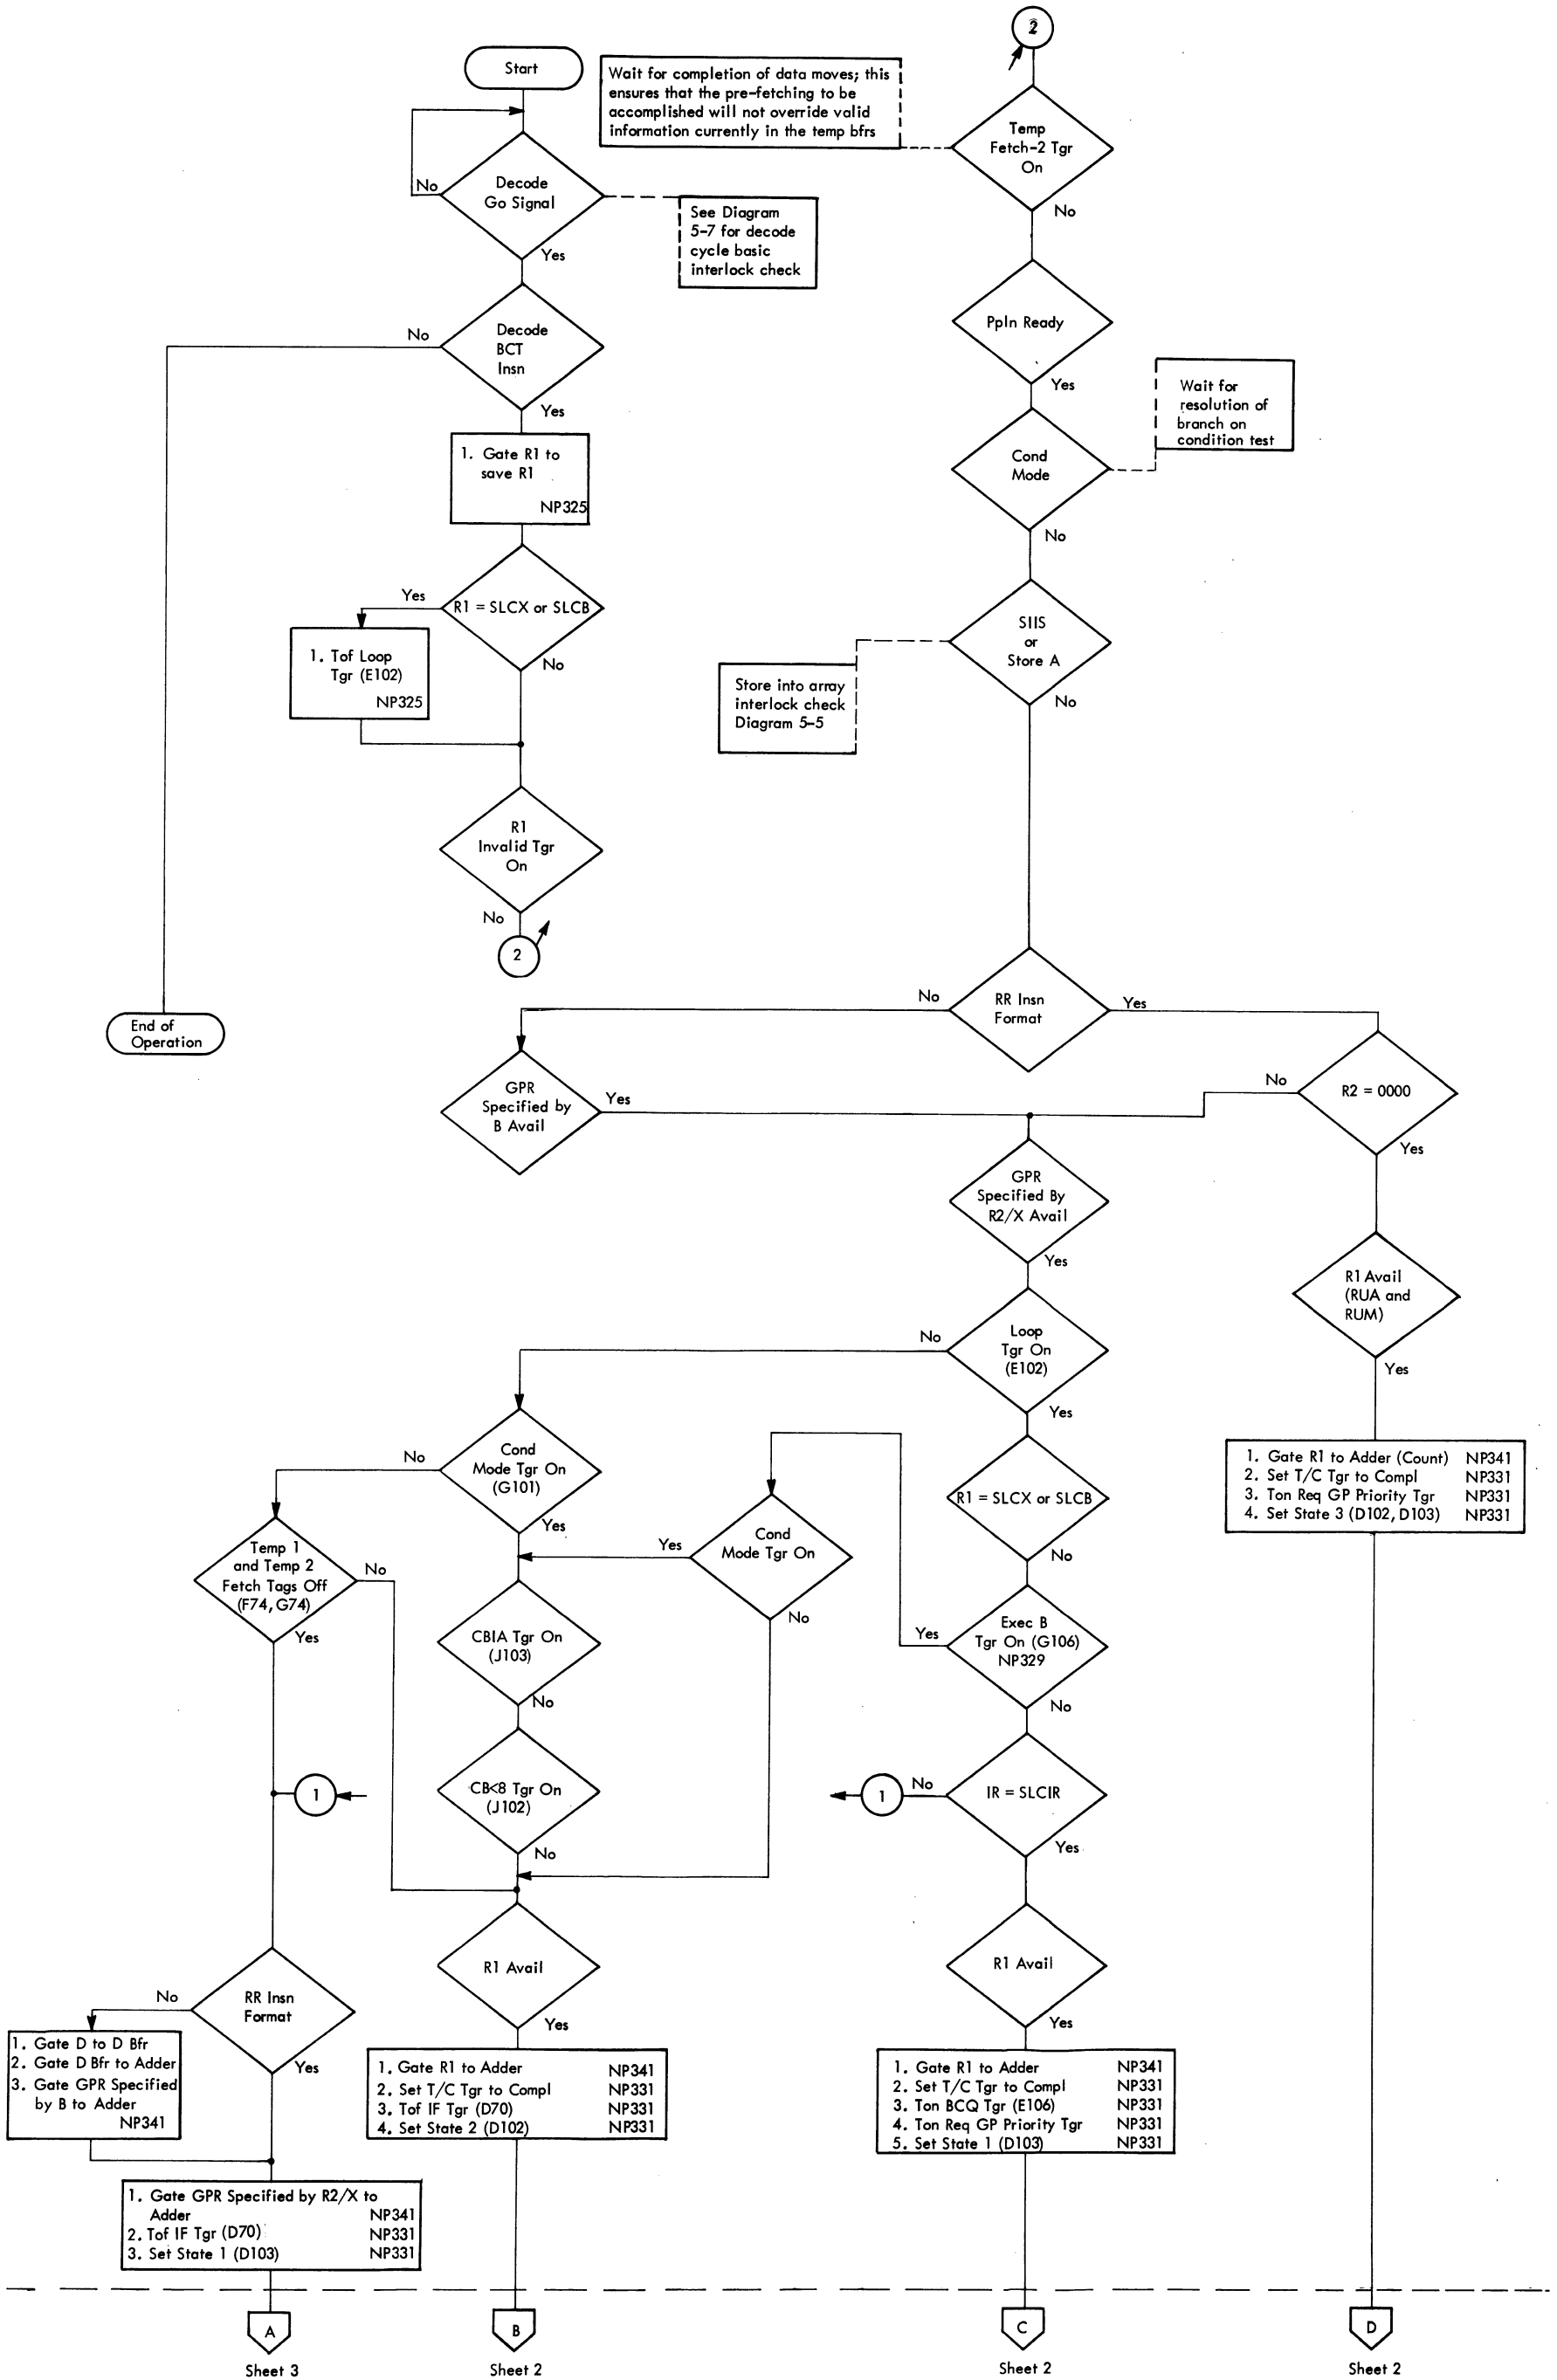 Start
Decode
Go Signal
No
Yes
See Diagram
5-7 for decode
cycle basic
interlock check
Decode
BCT
Insn
No
Yes
1. Gate R1 to
save R1
NP325
R1 = SLCX or SLCB
Yes
No
1. Tof Loop
Tgr (E102)
NP325
R1
Invalid Tgr
On
No
2
End of
Operation
2
Wait for completion of data moves; this
ensures that the pre-fetching to be
accomplished will not override valid
information currently in the temp bfrs
Temp
Fetch-2 Tgr
On
No
Ppln Ready
Yes
Wait for
resolution of
branch on
condition test
Cond
Mode
No
SIIS
or
Store A
No
Store into array
interlock check
Diagram 5-5
RR Insn
Format
No
Yes
GPR
Specified by
B Avail
Yes
R2 = 0000
No
Yes
GPR
Specified By
R2/X Avail
Yes
R1 Avail
(RUA and
RUM)
Yes
Loop
Tgr On
(E102)
No
Yes
1. Gate R1 to Adder (Count) NP341
2. Set T/C Tgr to Compl NP331
3. Ton Req GP Priority Tgr NP331
4. Set State 3 (D102, D103) NP331
Cond
Mode Tgr On
(G101)
No
Yes
R1 = SLCX or SLCB
No
Cond
Mode Tgr On
Yes
No
Temp 1
and Temp 2
Fetch Tags Off
(F74, G74)
No
Yes
CBIA Tgr On
(J103)
No
Exec B
Tgr On (G106)
NP329
Yes
No
CB<8 Tgr On
(J102)
No
1
1
No
IR = SLCIR
Yes
R1 Avail
Yes
R1 Avail
Yes
RR Insn
Format
No
Yes
1. Gate D to D Bfr
2. Gate D Bfr to Adder
3. Gate GPR Specified
by B to Adder
NP341
1. Gate R1 to Adder NP341
2. Set T/C Tgr to Compl NP331
3. Tof IF Tgr (D70) NP331
4. Set State 2 (D102) NP331
1. Gate R1 to Adder NP341
2. Set T/C Tgr to Compl NP331
3. Ton BCQ Tgr (E106) NP331
4. Ton Req GP Priority Tgr NP331
5. Set State 1 (D103) NP331
1. Gate GPR Specified by R2/X to
Adder NP341
2. Tof IF Tgr (D70) NP331
3. Set State 1 (D103) NP331
A
B
C
D
Sheet 3
Sheet 2
Sheet 2
Sheet 2